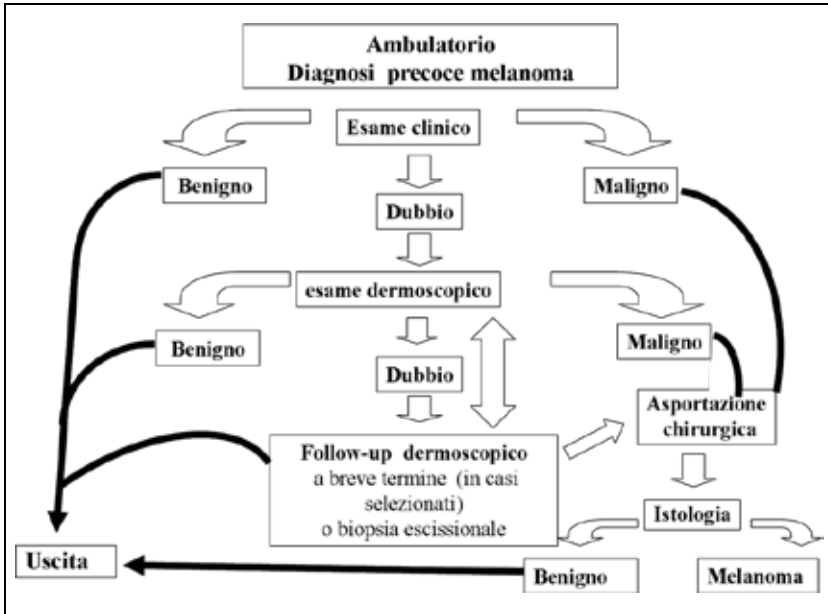 Ambulatorio
Diagnosi precoce melanoma
Esame clinico
Benigno
Maligno
Dubbio
esame dermoscopico
Benigno
Maligno
Dubbio
Asportazione
chirurgica
Follow-up dermoscopico
a breve termine (in casi
selezionati)
o biopsia escissionale
Istologia
Uscita
Benigno
Melanoma